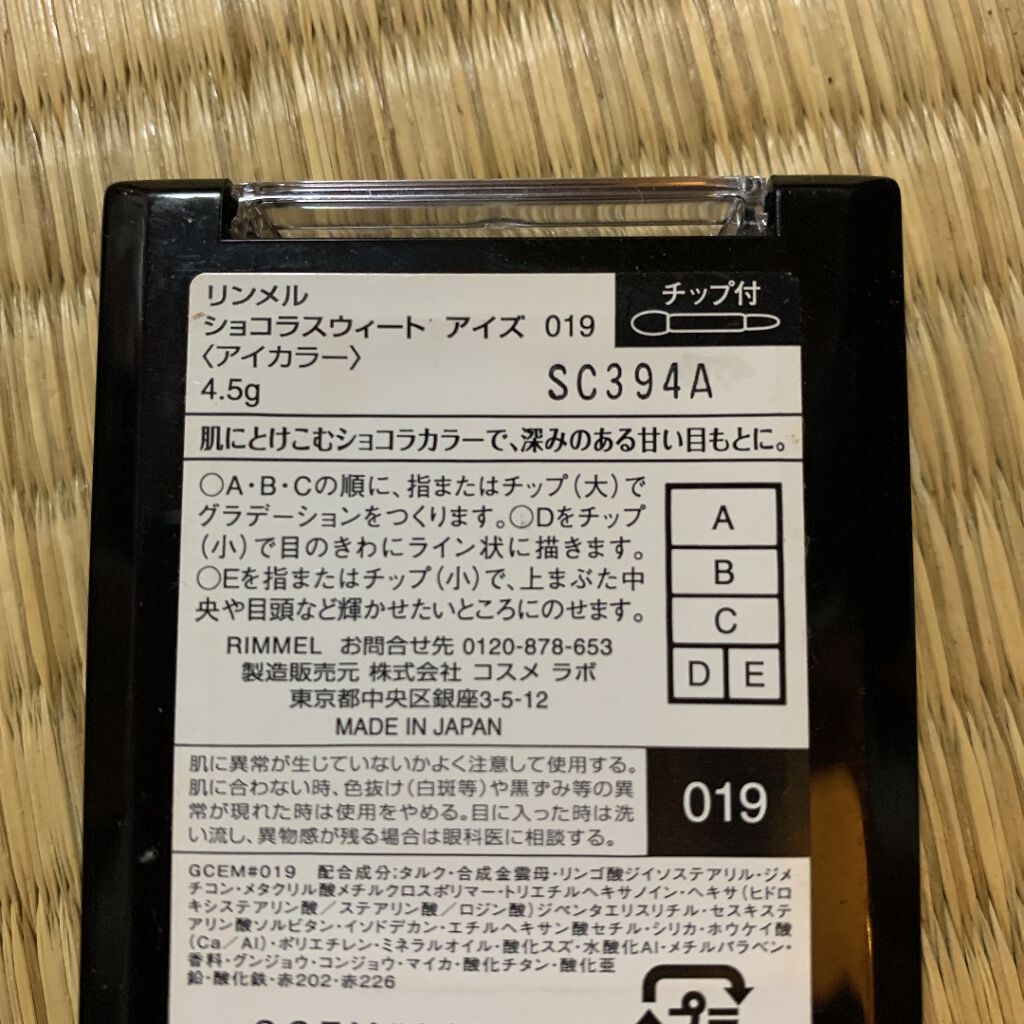 リンメル
チップ付
ショコラスウィート アイズ 019
〈アイカラー〉
4.5g
SC394A
肌にとけこむショコラカラーで、深みのある甘い目もとに。
○A・B・Cの順に、指またはチップ(大)で
グラデーションをつくります。○Dをチップ
(小)で目のきわにライン状に描きます。
○Eを指またはチップ(小)で、上まぶた中
央や目頭など輝かせたいところにのせます。
A
B
C
D E
RIMMEL お問合せ先 0120-878-653
製造販売元 株式会社 コスメ ラボ
東京都中央区銀座3-5-12
MADE IN JAPAN
肌に異常が生じていないかよく注意して使用する。
肌に合わない時、色抜け(白斑等)や黒ずみ等の異
常が現れた時は使用をやめる。目に入った時は洗
い流し、異物感が残る場合は眼科医に相談する。
019
GCEM#019 配合成分;タルク・合成金雲母・リンゴ酸ジイソステアリル・ジメ
チコン・メタクリル酸メチルクロスポリマー・トリエチルヘキサノイン・ヘキサ(ヒドロ
キシステアリン酸/ステアリン酸/ロジン酸)ジペンタエリスリチル・セスキステ
アリン酸ソルビタン・イソドデカン・エチルヘキサン酸セチル・シリカ・ホウケイ酸
(Ca/Al)・ポリエチレン・ミネラルオイル・酸化スズ・水酸化Al・メチルパラベン・
香料・グンジョウ・コンジョウ・マイカ・酸化チタン・酸化亜
鉛・酸化鉄・赤202・赤226